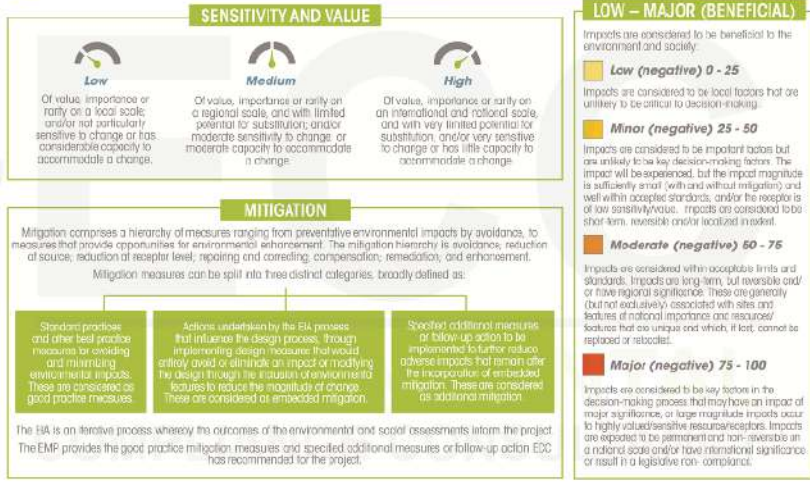 SENSITIVITY AND VALUE
Low
Of value, importance or
rarity on a local scale;
and/or not particularly
sensitive to change or has
considerable capacity to
accommodate a change.
Medium
Of value, importance or rarity on
a regional scale, and with limited
potential for substitution; and/or
moderate sensitivity to change, or
moderate capacity to accommodate
a change.
High
Of value, importance or rarity on
an international and national scale,
and with very limited potential for
substitution, and/or very sensitive
to change or has little capacity to
accommodate a change.
MITIGATION
Mitigation comprises a hierarchy of measures ranging from preventative environmental impacts by avoidance, to
measures that provide opportunities for environmental enhancement. The mitigation hierarchy is avoidance; reduction
at source; reduction at receptor level; repairing and correcting; compensation; remediation; and enhancement.
Mitigation measures can be split into three distinct categories, broadly defined as:
Standard practices
and other best practice
measures for avoiding
and minimizing
environmental impacts.
These are considered as
good practice measures.
Actions undertaken by the EIA process
that influence the design process, through
implementing design measures that would
entirely avoid or eliminate an impact or modifying
the design through the inclusion of environmental
features to reduce the magnitude of change.
These are considered as embedded mitigation.
Specified additional measures
or follow-up action to be
implemented to further reduce
adverse impacts that remain after
the incorporation of embedded
mitigation. These are considered
as additional mitigation
The EIA is an iterative process whereby the outcomes of the environmental and social assessments inform the project.
The EMP provides the good practice mitigation measures and specified additional measures or follow-up action ECC
has recommended for the project.
LOW – MAJOR (BENEFICIAL)
Impacts are considered to be beneficial to the
environment and society:
Low (negative) 0 - 25
Impacts are considered to be local factors that are
unlikely to be critical to decision-making.
Minor (negative) 25 - 50
Impacts are considered to be important factors but
are unlikely to be key decision-making factors. The
impact will be experienced, but the impact magnitude
is sufficiently small (with and without mitigation) and
well within accepted standards, and/or the receptor is
of low sensitivity/value. Impacts are considered to be
short-term, reversible and/or localized in extent.
Moderate (negative) 50 - 75
Impacts are considered within acceptable limits and
standards. Impacts are long-term, but reversible and/
or have regional significance. These are generally
(but not exclusively) associated with sites and
features of national importance and resources/
features that are unique and which, if lost, cannot be
replaced or relocated.
Major (negative) 75 - 100
Impacts are considered to be key factors in the
decision-making process that may have an impact of
major significance, or large magnitude impacts occur
to highly valued/sensitive resource/receptors. Impacts
are expected to be permanent and non- reversible on
a national scale and/or have international significance
or result in a legislative non- compliance.